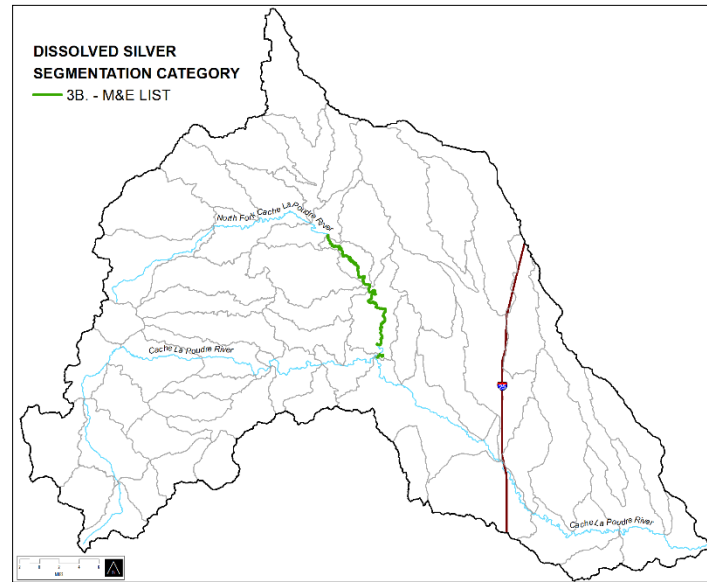 DISSOLVED SILVER
SEGMENTATION CATEGORY
3B. - M&E LIST
North Fork Cache La Poudre River
Cache La Poudre River
Cache La Poudre River